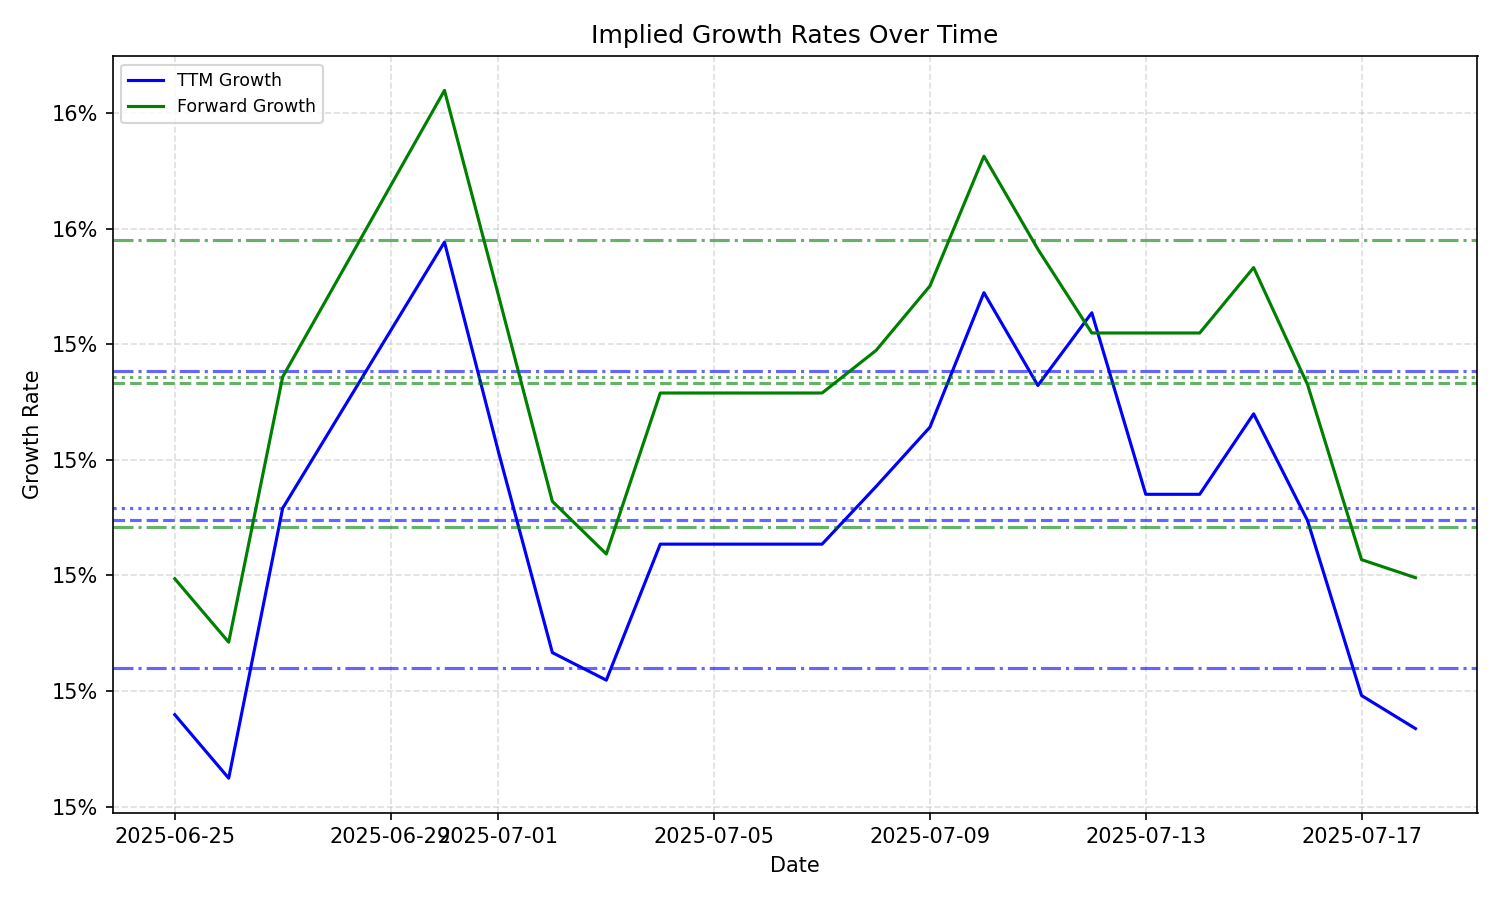 Implied Growth Rates Over Time
TTM Growth
Forward Growth
16%
16%
15%
15%
15%
15%
15%
Growth Rate
2025-06-25
2025-06-29
2025-07-01
2025-07-05
2025-07-09
2025-07-13
2025-07-17
Date